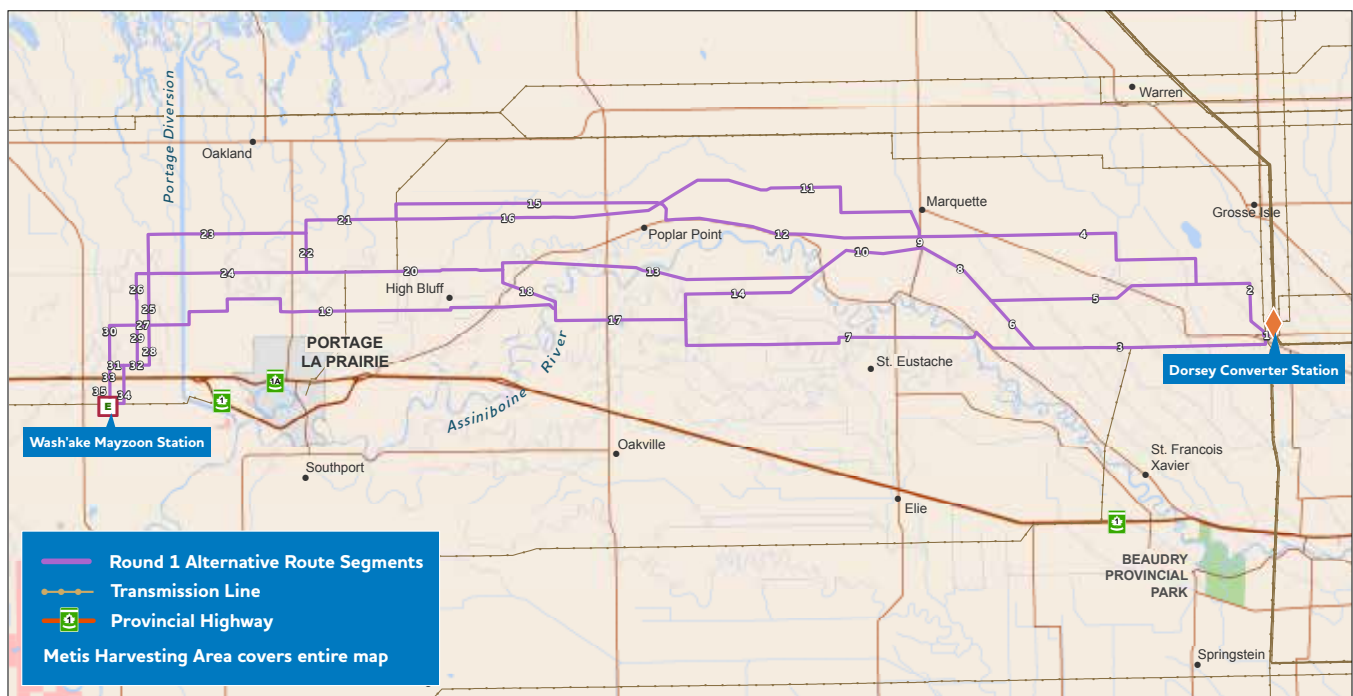 Warren
Oakland
Portage Diversion
11
15
21
16
Marquette
Grosse Isle
Poplar Point
23
12
4
9
22
10
8
24
20
13
26
High Bluff
18
14
5
2
25
19
17
30
27
6
1
29
7
3
28
PORTAGE
LA PRAIRIE
River
31
32
St. Eustache
Dorsey Converter Station
33
1A
35
34
E
1
Assiniboine
Wash'ake Mayzoon Station
Oakville
Southport
St. Francois
Xavier
Elie
1
BEAUDRY
PROVINCIAL
PARK
Springstein
Round 1 Alternative Route Segments
Transmission Line
1
Provincial Highway
Metis Harvesting Area covers entire map